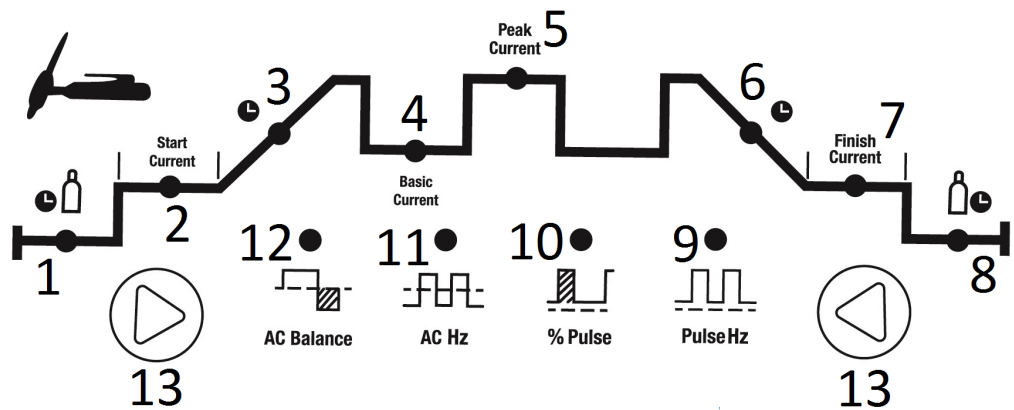 Peak
Current
5
3
6
4
7
Start
Current
Finish
Current
Basic
Current
2
1
12
11
10
9
8
AC Balance
AC Hz
% Pulse
Pulse Hz
13
13